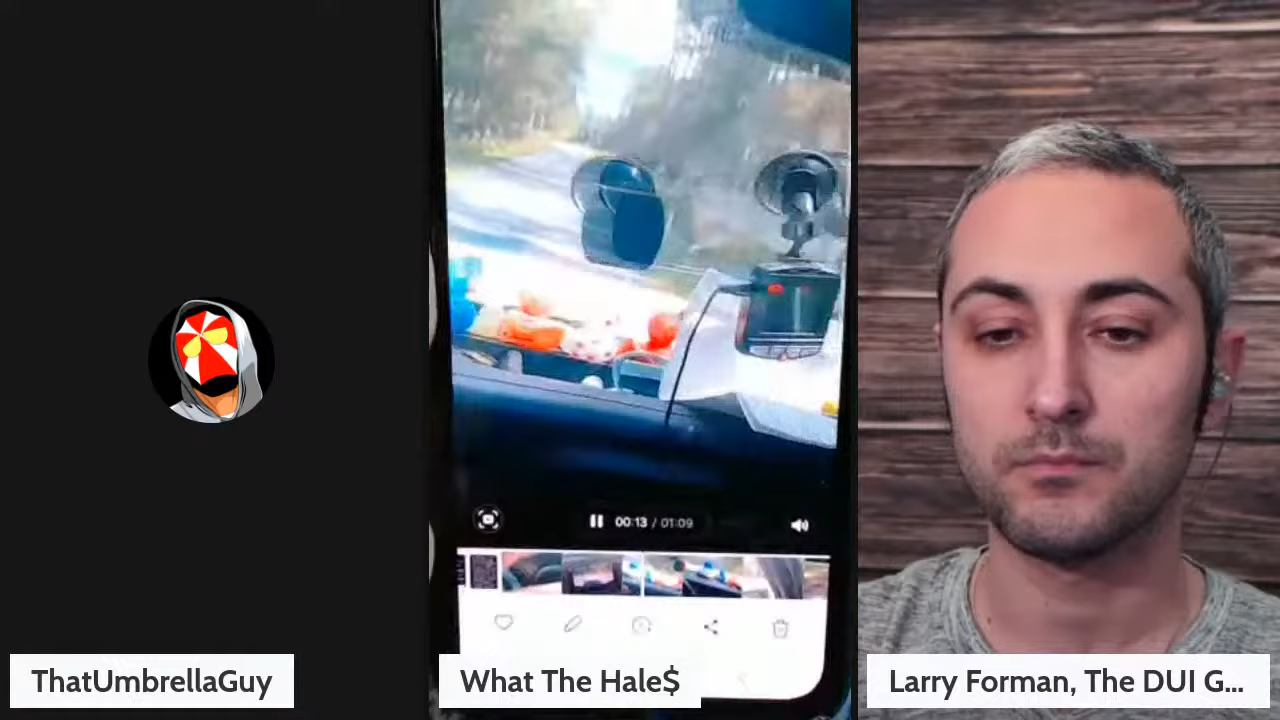 00:13 / 01:09
ThatUmbrellaGuy
What The Hale$
Larry Forman, The DUI G...